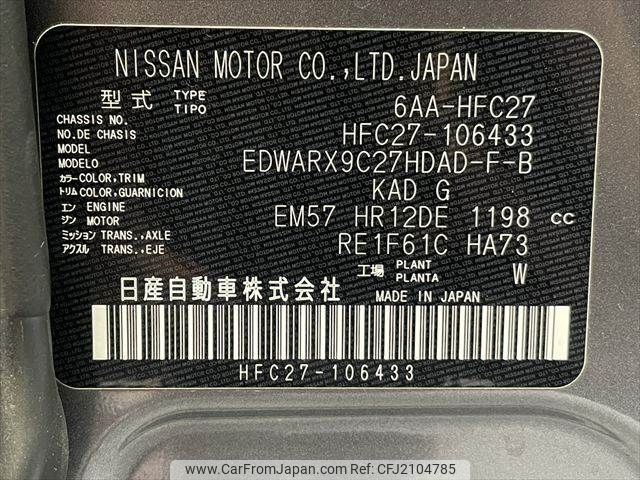 NISSAN MOTOR CO.,LTD.JAPAN
型式 TYPE TIPO 6AA-HFC27
CHASSIS NO.
NO.DE CHASIS HFC27-106433
MODEL
MODELO EDWARX9C27HDAD-F-B
カラー COLOR,TRIM
トリム COLOR,GUARNICION KAD G
エン ENGINE
ジン MOTOR EM57 HR12DE 1198 cc
ミッション TRANS.,AXLE
アクスル TRANS.,EJE RE1F61C HA73
工場 PLANT PLANTA W
日産自動車株式会社 MADE IN JAPAN
HFC27-106433
www.CarFromJapan.com | Car From Japan | CFJ2104785